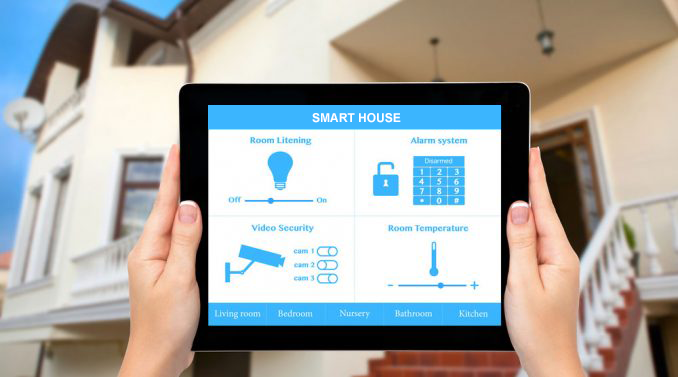 SMART HOUSE
Room Litening
Off
On
Alarm system
Disarmed
1 2 3
4 5 6
7 8 9
* 0 #
Video Security
cam 1
cam 2
cam 3
Room Temperature
- +
Living room
Bedroom
Nursery
Bathroom
Kitchen